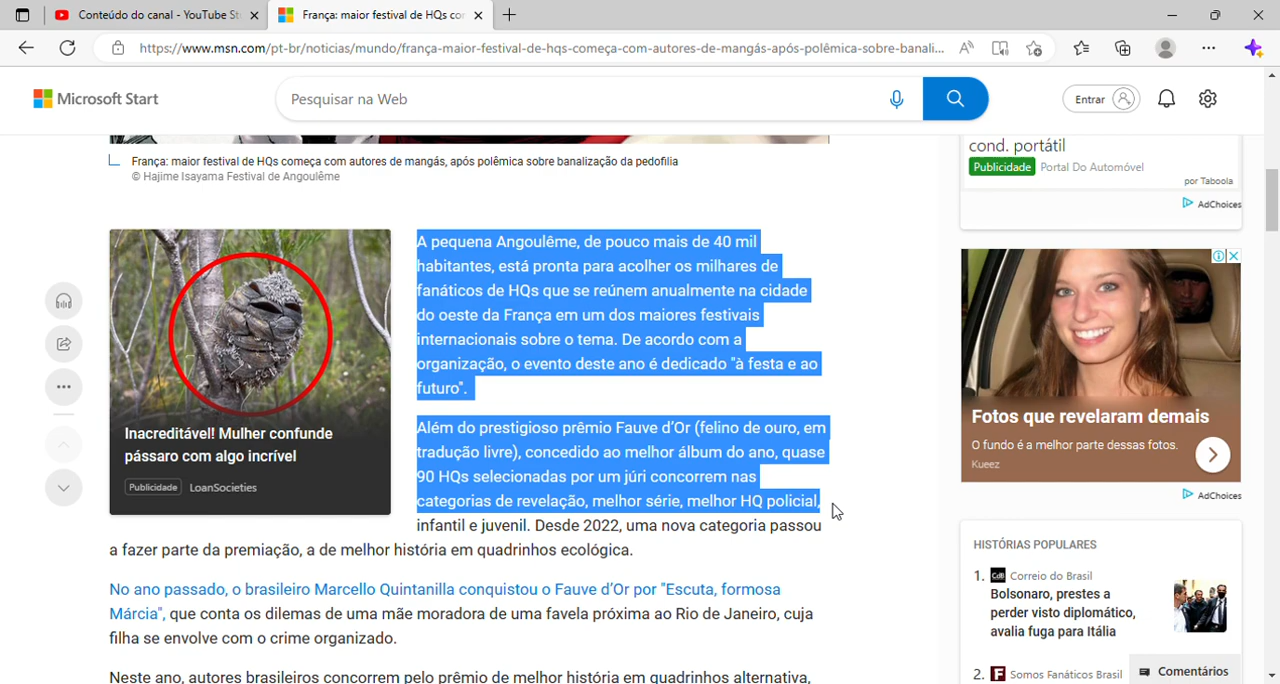 Conteúdo do canal - YouTube St
França: maior festival de HQs co
https://www.msn.com/pt-br/noticias/mundo/frança-maior-festival-de-hqs-começa-com-autores-de-mangás-após-polêmica-sobre-banali...
Microsoft Start
Pesquisar na Web
Entrar
França: maior festival de HQs começa com autores de mangás, após polêmica sobre banalização da pedofilia
© Hajime Isayama Festival de Angoulême
Inacreditável! Mulher confunde
pássaro com algo incrível
Publicidade LoanSocieties
A pequena Angoulême, de pouco mais de 40 mil
habitantes, está pronta para acolher os milhares de
fanáticos de HQs que se reúnem anualmente na cidade
do oeste da França em um dos maiores festivais
internacionais sobre o tema. De acordo com a
organização, o evento deste ano é dedicado "à festa e ao
futuro".
Além do prestigioso prêmio Fauve d’Or (felino de ouro, em
tradução livre), concedido ao melhor álbum do ano, quase
90 HQs selecionadas por um júri concorrem nas
categorias de revelação, melhor série, melhor HQ policial,
infantil e juvenil. Desde 2022, uma nova categoria passou
a fazer parte da premiação, a de melhor história em quadrinhos ecológica.
No ano passado, o brasileiro Marcello Quintanilla conquistou o Fauve d’Or por "Escuta, formosa
Márcia", que conta os dilemas de uma mãe moradora de uma favela próxima ao Rio de Janeiro, cuja
filha se envolve com o crime organizado.
Neste ano, autores brasileiros concorrem pelo prêmio de melhor história em quadrinhos alternativa,
cond. portátil
Publicidade Portal Do Automóvel
por Taboola
AdChoices
Fotos que revelaram demais
O fundo é a melhor parte dessas fotos.
Kueez
AdChoices
HISTÓRIAS POPULARES
1. CdB Correio do Brasil
Bolsonaro, prestes a
perder visto diplomático,
avalia fuga para Itália
2. F Somos Fanáticos Brasil
Comentários